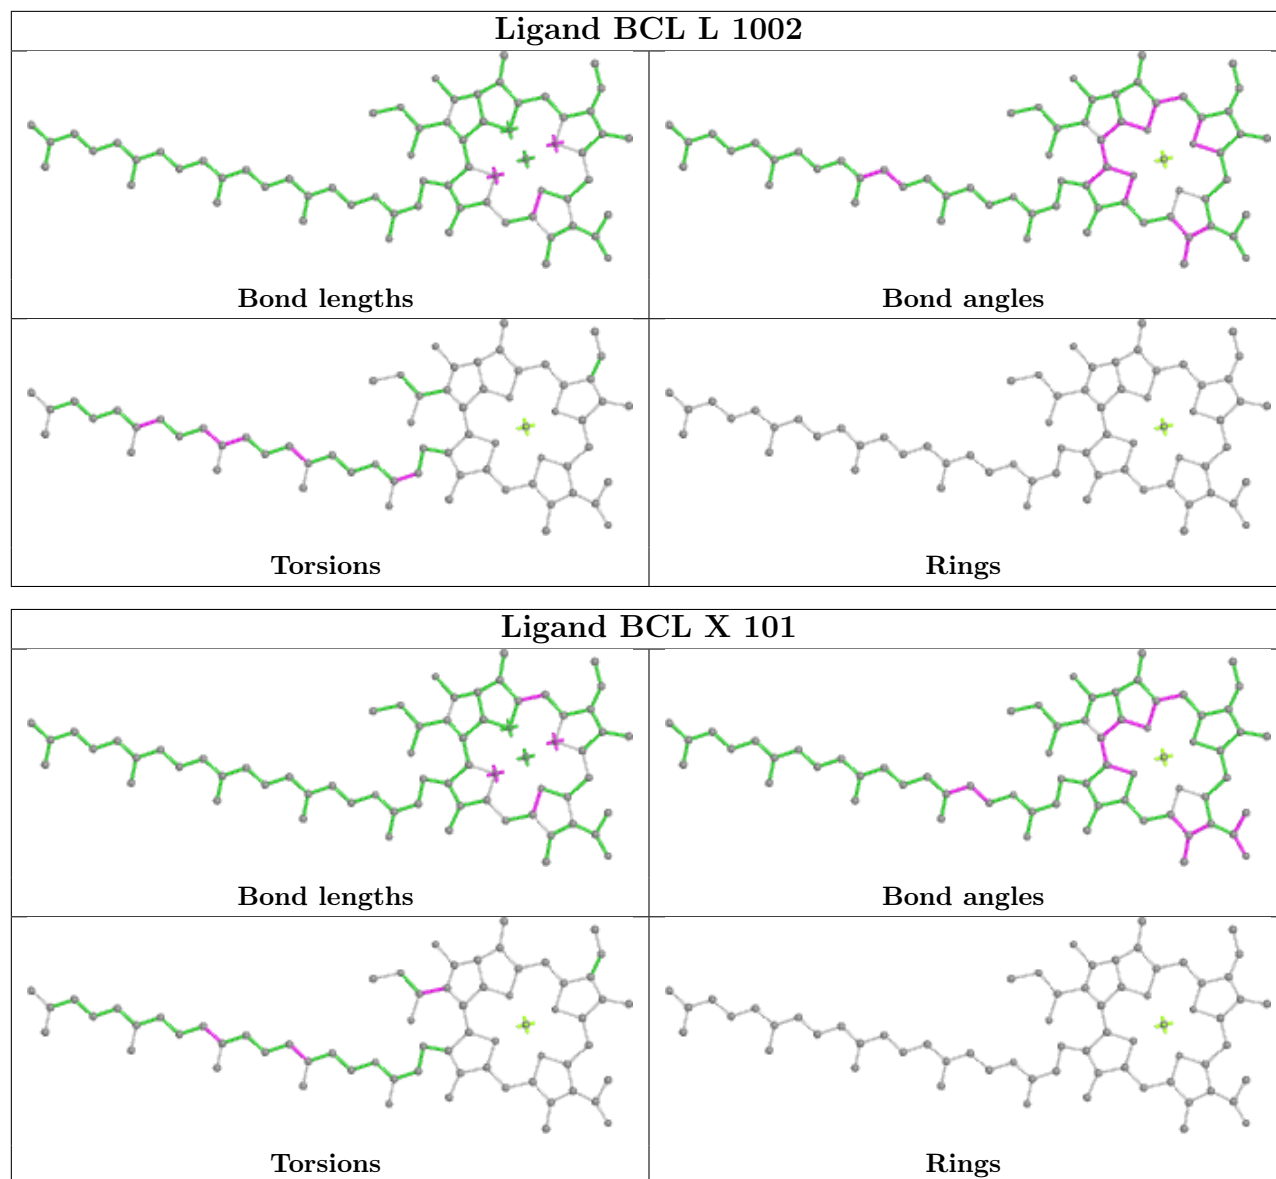 Ligand BCL L 1002
Bond lengths
Bond angles
Torsions
Rings
Ligand BCL X 101
Bond lengths
Bond angles
Torsions
Rings